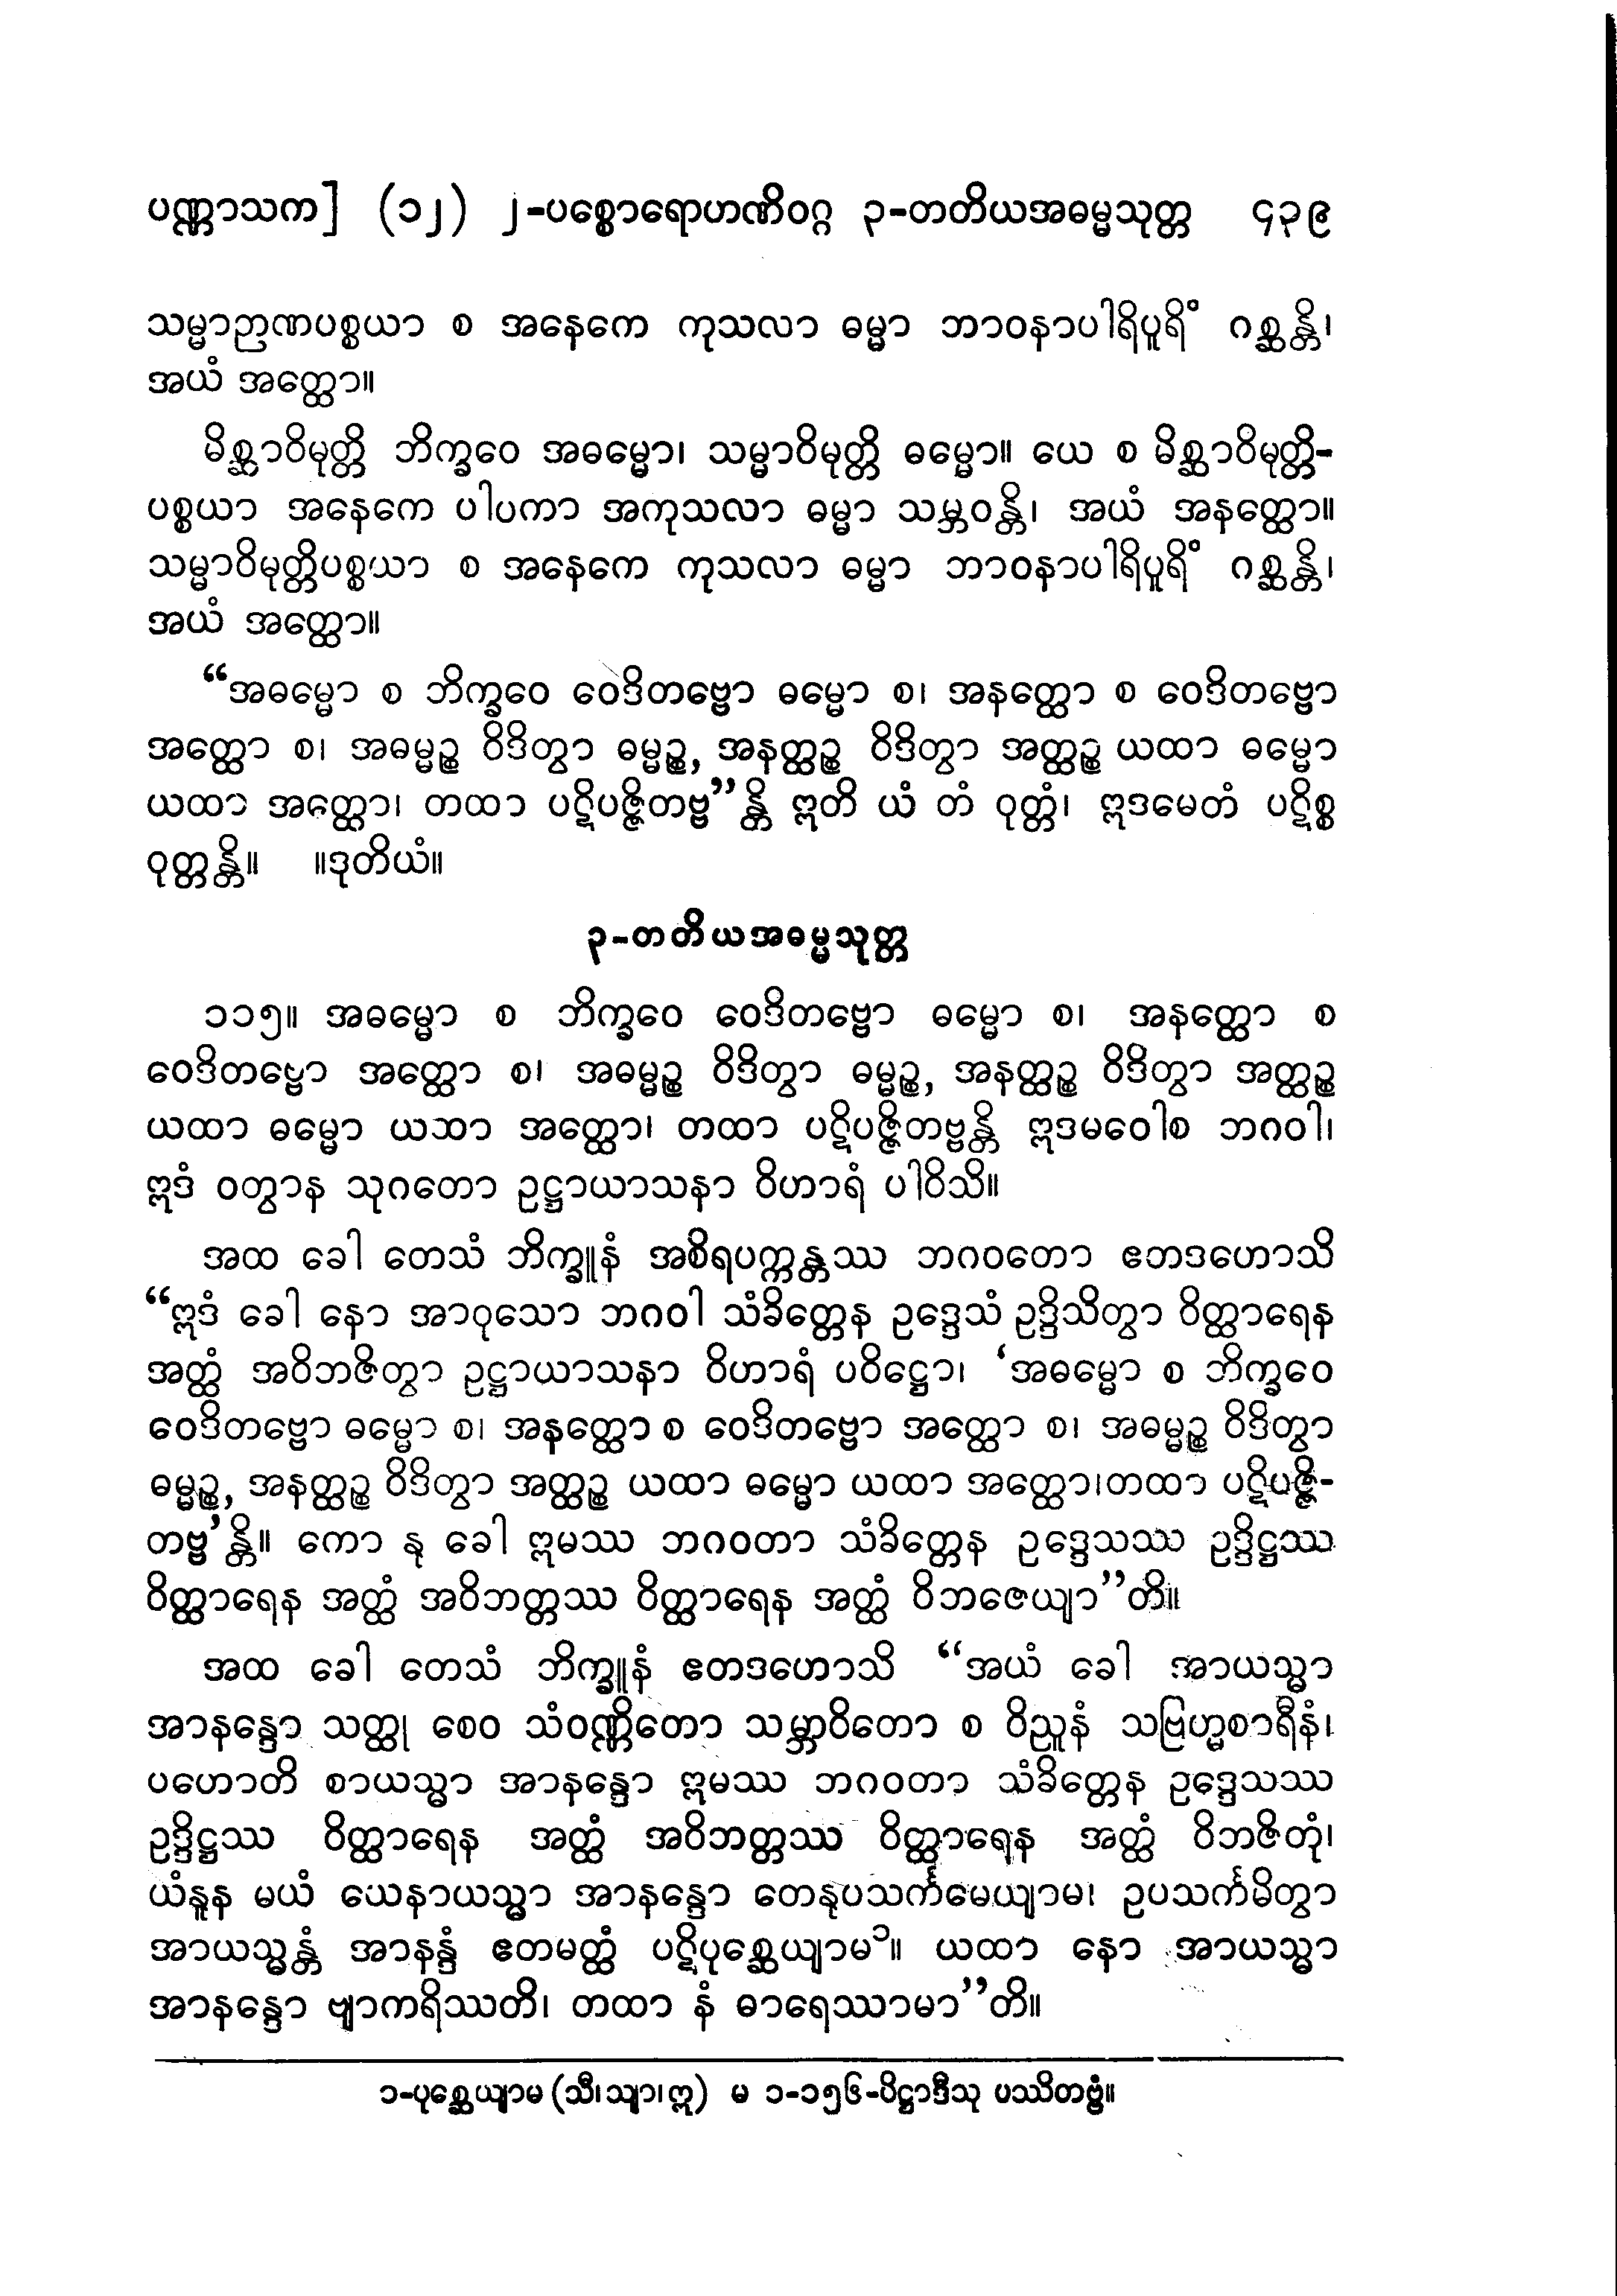 ပဏ္ဏာသက] (၁၂) ၂-ပစ္စောရောဟဏိဝဂ္ဂ ၃-တတိယအဓမ္မသုတ္တ ၄၃၉
သမ္မာဉာဏပစ္စယာ စ အနေကေ ကုသလာ ဓမ္မာ ဘာဝနာပါရိပူရိံ ဂစ္ဆန္တိ၊
အယံ အတ္ထော။
မိစ္ဆာဝိမုတ္တိ ဘိက္ခဝေ အဓမ္မော၊ သမ္မာဝိမုတ္တိ ဓမ္မော။ ယေ စ မိစ္ဆာဝိမုတ္တိ-
ပစ္စယာ အနေကေ ပါပကာ အကုသလာ ဓမ္မာ သမ္ဘဝန္တိ၊ အယံ အနတ္ထော။
သမ္မာဝိမုတ္တိပစ္စယာ စ အနေကေ ကုသလာ ဓမ္မာ ဘာဝနာပါရိပူရိံ ဂစ္ဆန္တိ၊
အယံ အတ္ထော။
“အဓမ္မော စ ဘိက္ခဝေ ဝေဒိတဗ္ဗော ဓမ္မော စ၊ အနတ္ထော စ ဝေဒိတဗ္ဗော
အတ္ထော စ၊ အဓမ္မဉ္စ ဝိဒိတွာ ဓမ္မဉ္စ, အနတ္ထဉ္စ ဝိဒိတွာ အတ္ထဉ္စ ယထာ ဓမ္မော
ယထာ အတ္ထော၊ တထာ ပဋိပဇ္ဇိတဗ္ဗ”န္တိ ဣတိ ယံ တံ ဝုတ္တံ၊ ဣဒမေတံ ပဋိစ္စ
ဝုတ္တန္တိ။ ။ဒုတိယံ။
၃-တတိယအဓမ္မသုတ္တ
၁၁၅။ အဓမ္မော စ ဘိက္ခဝေ ဝေဒိတဗ္ဗော ဓမ္မော စ၊ အနတ္ထော စ
ဝေဒိတဗ္ဗော အတ္ထော စ၊ အဓမ္မဉ္စ ဝိဒိတွာ ဓမ္မဉ္စ, အနတ္ထဉ္စ ဝိဒိတွာ အတ္ထဉ္စ
ယထာ ဓမ္မော ယထာ အတ္ထော၊ တထာ ပဋိပဇ္ဇိတဗ္ဗန္တိ ဣဒမဝေါစ ဘဂဝါ၊
ဣဒံ ဝတွာန သုဂတော ဥဋ္ဌာယာသနာ ဝိဟာရံ ပါဝိသိ။
အထ ခေါ တေသံ ဘိက္ခူနံ အစိရပက္ကန္တဿ ဘဂဝတော ဧတဒဟောသိ
“ဣဒံ ခေါ နော အာဝုသော ဘဂဝါ သံခိတ္တေန ဥဒ္ဒေသံ ဥဒ္ဒိသိတွာ ဝိတ္ထာရေန
အတ္ထံ အဝိဘဇိတွာ ဥဋ္ဌာယာသနာ ဝိဟာရံ ပဝိဋ္ဌော၊ ‘အဓမ္မော စ ဘိက္ခဝေ
ဝေဒိတဗ္ဗော ဓမ္မော စ၊ အနတ္ထော စ ဝေဒိတဗ္ဗော အတ္ထော စ၊ အဓမ္မဉ္စ ဝိဒိတွာ
ဓမ္မဉ္စ, အနတ္ထဉ္စ ဝိဒိတွာ အတ္ထဉ္စ ယထာ ဓမ္မော ယထာ အတ္ထော၊တထာ ပဋိပဇ္ဇိ-
တဗ္ဗ’န္တိ။ ကော နု ခေါ ဣမဿ ဘဂဝတာ သံခိတ္တေန ဥဒ္ဒေသဿ ဥဒ္ဒိဋ္ဌဿ
ဝိတ္ထာရေန အတ္ထံ အဝိဘတ္တဿ ဝိတ္ထာရေန အတ္ထံ ဝိဘဇေယျာ”တိ။
အထ ခေါ တေသံ ဘိက္ခူနံ ဧတဒဟောသိ “အယံ ခေါ အာယသ္မာ
အာနန္ဒော သတ္ထု စေဝ သံဝဏ္ဏိတော သမ္ဘာဝိတော စ ဝိညူနံ သဗြဟ္မစာရီနံ၊
ပဟောတိ စာယသ္မာ အာနန္ဒော ဣမဿ ဘဂဝတာ သံခိတ္တေန ဥဒ္ဒေသဿ
ဥဒ္ဒိဋ္ဌဿ ဝိတ္ထာရေန အတ္ထံ အဝိဘတ္တဿ ဝိတ္ထာရေန အတ္ထံ ဝိဘဇိတုံ၊
ယံနူန မယံ ယေနာယသ္မာ အာနန္ဒော တေနုပသင်္ကမေယျာမ၊ ဥပသင်္ကမိတွာ
အာယသ္မန္တံ အာနန္ဒံ ဧတမတ္ထံ ပဋိပုစ္ဆေယျာမ၁။ ယထာ နော အာယသ္မာ
အာနန္ဒော ဗျာကရိဿတိ၊ တထာ နံ ဓာရေဿာမာ”တိ။
၁-ပုစ္ဆေယျာမ (သီ၊သျာ၊ဣ) မ ၁-၁၅၆-ပိဋ္ဌာဒီသု ပဿိတဗ္ဗံ။